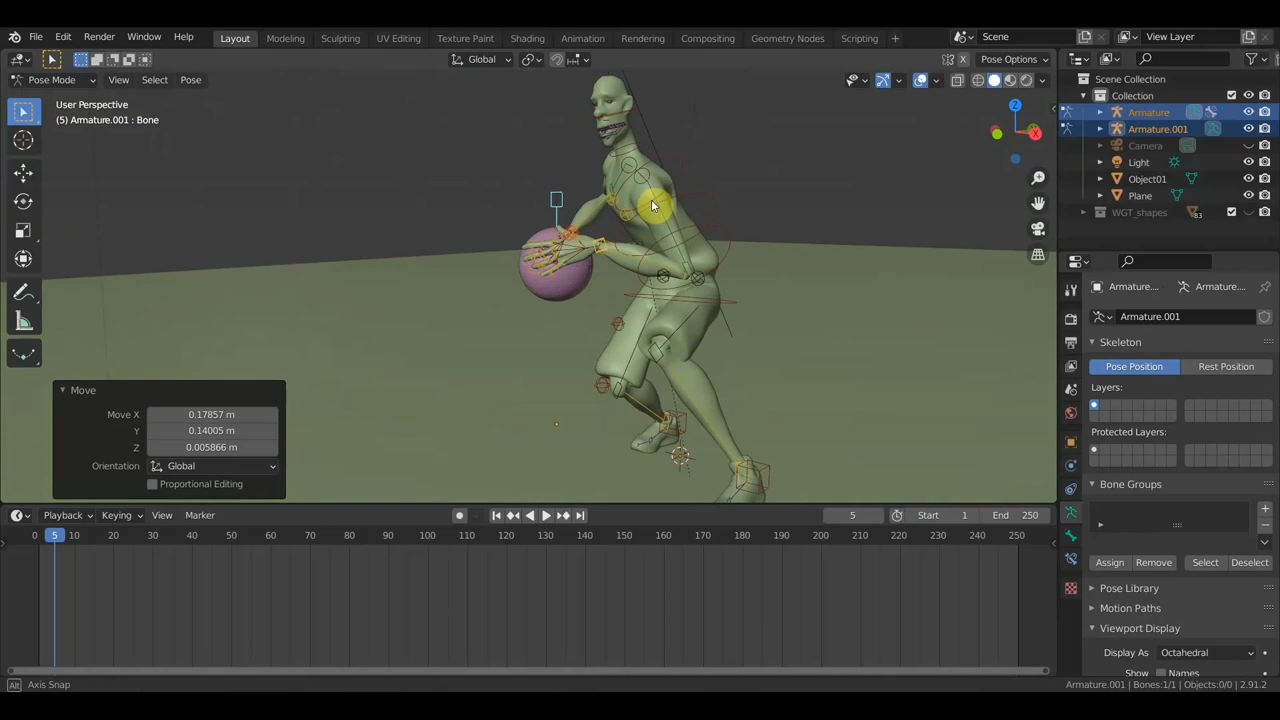 File Edit Render Window Help
Layout Modeling Sculpting UV Editing Texture Paint Shading Animation Rendering Compositing Geometry Nodes Scripting +
Scene View Layer
Global Pose Options
Pose Mode View Select Pose
User Perspective
(5) Armature.001 : Bone
Z
X
Scene Collection
Collection
Armature
Armature.001
Camera
Light
Object01
Plane
WGT_shapes 83
Armature.... Armature...
Armature.001
Skeleton
Pose Position Rest Position
Layers:
Protected Layers:
Bone Groups
Assign Remove Select Deselect
Pose Library
Motion Paths
Viewport Display
Display As Octahedral
Show Names
Move
Move X 0.17857 m
Y 0.14005 m
Z 0.005866 m
Orientation Global
Proportional Editing
Playback Keying View Marker 5 Start 1 End 250
0 5 10 20 30 40 50 60 70 80 90 100 110 120 130 140 150 160 170 180 190 200 210 220 230 240 250
Alt Axis Snap Armature.001 | Bones:1/1 | Objects:0/0 | 2.91.2